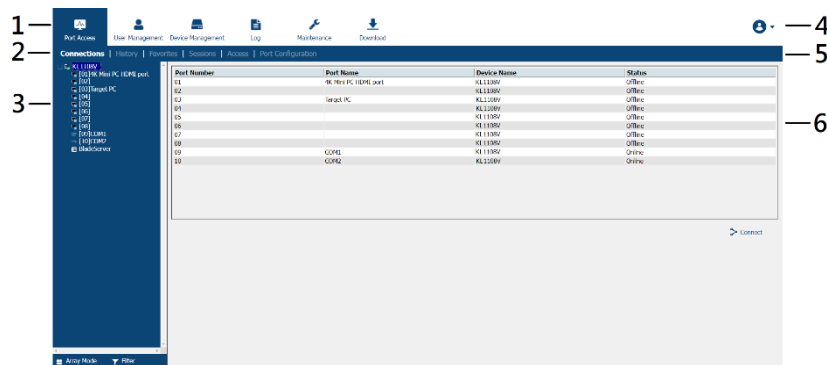 1 Port Access User Management Device Management Log Maintenance Download 4
2 Connections | History | Favorites | Sessions | Access | Port Configuration 5
3
6
KL1108V
[01]4K Mini PC HDMI port
[02]
[03]Target PC
[04]
[05]
[06]
[07]
[08]
[09]COM1
[10]COM2
BladeServer
Port Number Port Name Device Name Status
01 4K Mini PC HDMI port KL1108V Offline
02 KL1108V Offline
03 Target PC KL1108V Offline
04 KL1108V Offline
05 KL1108V Offline
06 KL1108V Offline
07 KL1108V Offline
08 KL1108V Offline
09 COM1 KL1108V Online
10 COM2 KL1108V Online
Connect
Array Mode Filter